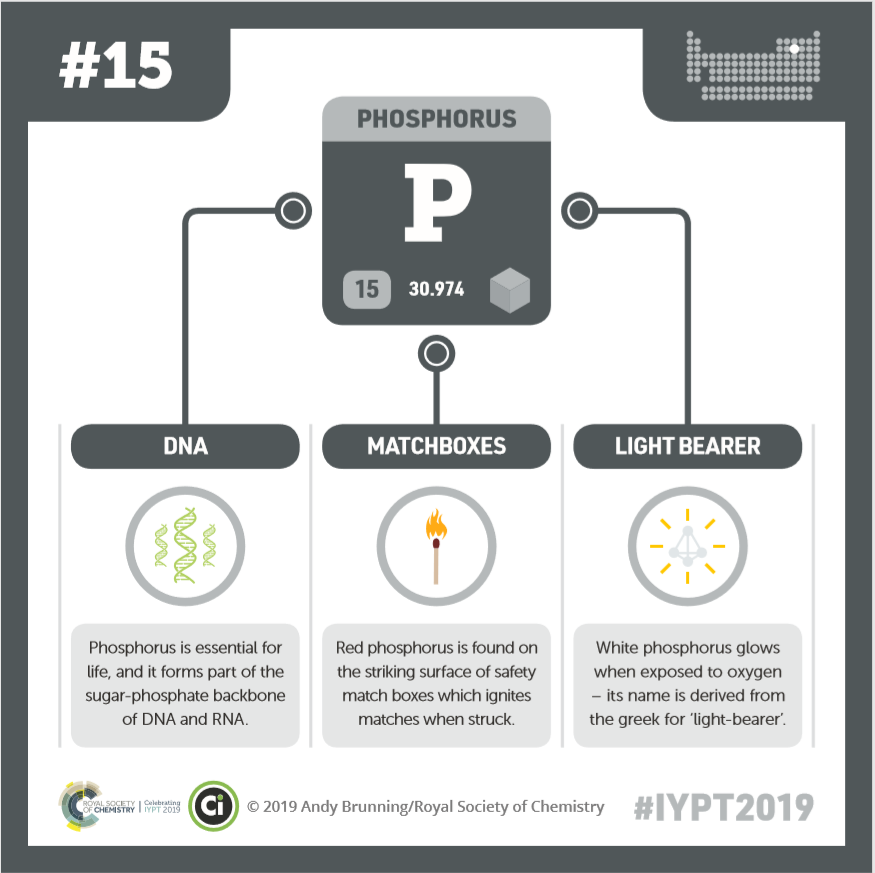 #15
PHOSPHORUS
P
15
30.974
DNA
MATCHBOXES
LIGHT BEARER
Phosphorus is essential for
life, and it forms part of the
sugar-phosphate backbone
of DNA and RNA.
Red phosphorus is found on
the striking surface of safety
match boxes which ignites
matches when struck.
White phosphorus glows
when exposed to oxygen
– its name is derived from
the greek for ‘light-bearer’.
ROYAL SOCIETY
OF CHEMISTRY
Celebrating
IYPT 2019
Ci
© 2019 Andy Brunning/Royal Society of Chemistry
#IYPT2019